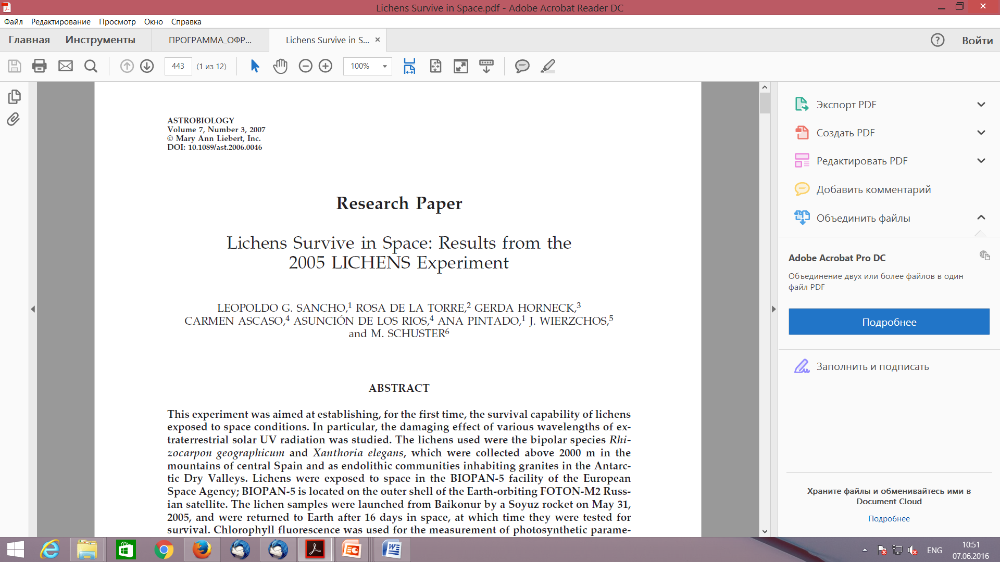 Lichens Survive in Space.pdf - Adobe Acrobat Reader DC
Файл Редактирование Просмотр Окно Справка
Главная Инструменты ПРОГРАММА_ОФР... Lichens Survive in S... × Войти
443 (1 из 12) 100%
ASTROBIOLOGY
Volume 7, Number 3, 2007
© Mary Ann Liebert, Inc.
DOI: 10.1089/ast.2006.0046
Research Paper
Lichens Survive in Space: Results from the
2005 LICHENS Experiment
LEOPOLDO G. SANCHO,1 ROSA DE LA TORRE,2 GERDA HORNECK,3
CARMEN ASCASO,4 ASUNCIÓN DE LOS RIOS,4 ANA PINTADO,1 J. WIERZCHOS,5
and M. SCHUSTER6
ABSTRACT
This experiment was aimed at establishing, for the first time, the survival capability of lichens
exposed to space conditions. In particular, the damaging effect of various wavelengths of ex-
traterrestrial solar UV radiation was studied. The lichens used were the bipolar species Rhi-
zocarpon geographicum and Xanthoria elegans, which were collected above 2000 m in the
mountains of central Spain and as endolithic communities inhabiting granites in the Antarc-
tic Dry Valleys. Lichens were exposed to space in the BIOPAN-5 facility of the European
Space Agency; BIOPAN-5 is located on the outer shell of the Earth-orbiting FOTON-M2 Russ-
ian satellite. The lichen samples were launched from Baikonur by a Soyuz rocket on May 31,
2005, and were returned to Earth after 16 days in space, at which time they were tested for
survival. Chlorophyll fluorescence was used for the measurement of photosynthetic parame-
Экспорт PDF
Создать PDF
Редактировать PDF
Добавить комментарий
Объединить файлы
Adobe Acrobat Pro DC
Объединение двух или более файлов в один
файл PDF
Подробнее
Заполнить и подписать
Храните файлы и обменивайтесь ими в
Document Cloud
Подробнее
ENG
10:51
07.06.2016